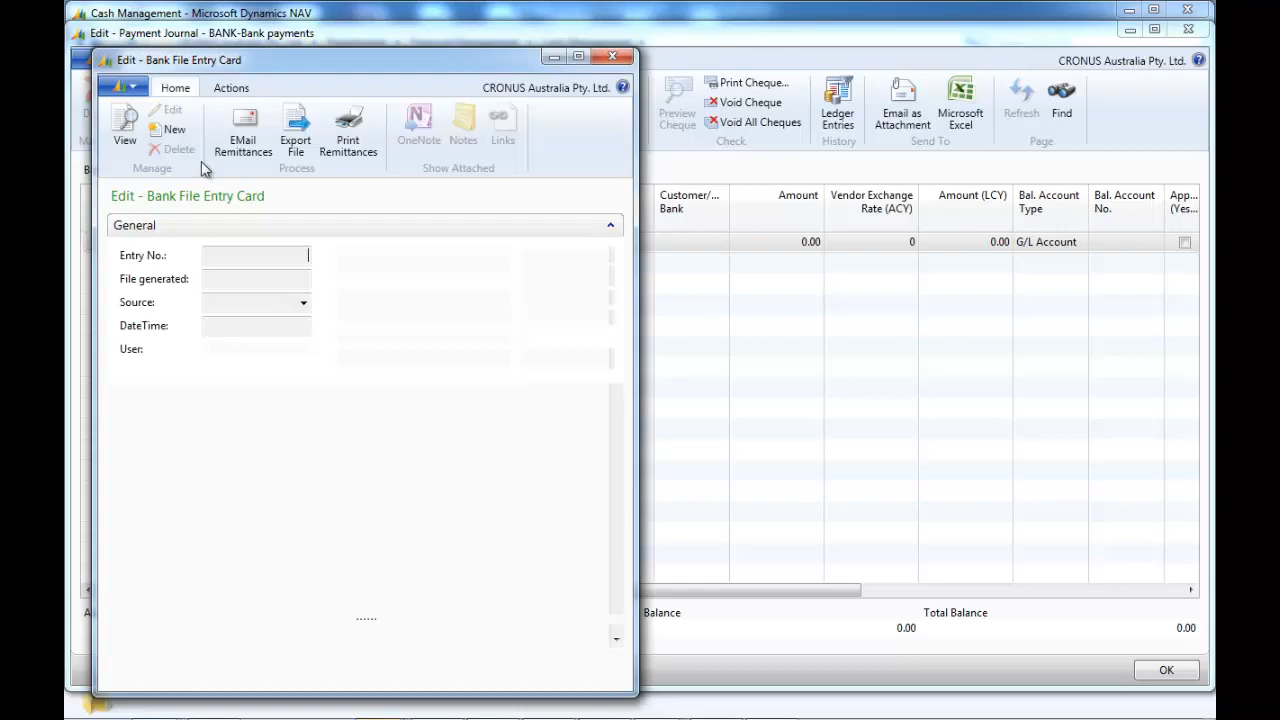 Cash Management - Microsoft Dynamics NAV
Edit - Payment Journal - BANK-Bank payments
Edit - Bank File Entry Card
CRONUS Australia Pty. Ltd.
Home
Actions
CRONUS Australia Pty. Ltd.
View
Edit
New
Delete
Manage
EMail Remittances
Export File
Print Remittances
Process
OneNote
Notes
Links
Show Attached
Preview Cheque
Print Cheque...
Void Cheque
Void All Cheques
Check
Ledger Entries
History
Email as Attachment
Microsoft Excel
Send To
Refresh
Find
Page
Edit - Bank File Entry Card
General
Entry No.:
File generated:
Source:
DateTime:
User:
......
Customer/... Bank
Amount
Vendor Exchange Rate (ACY)
Amount (LCY)
Bal. Account Type
Bal. Account No.
App... (Yes...
0.00
0
0.00
G/L Account
Balance
Total Balance
0.00
0.00
OK